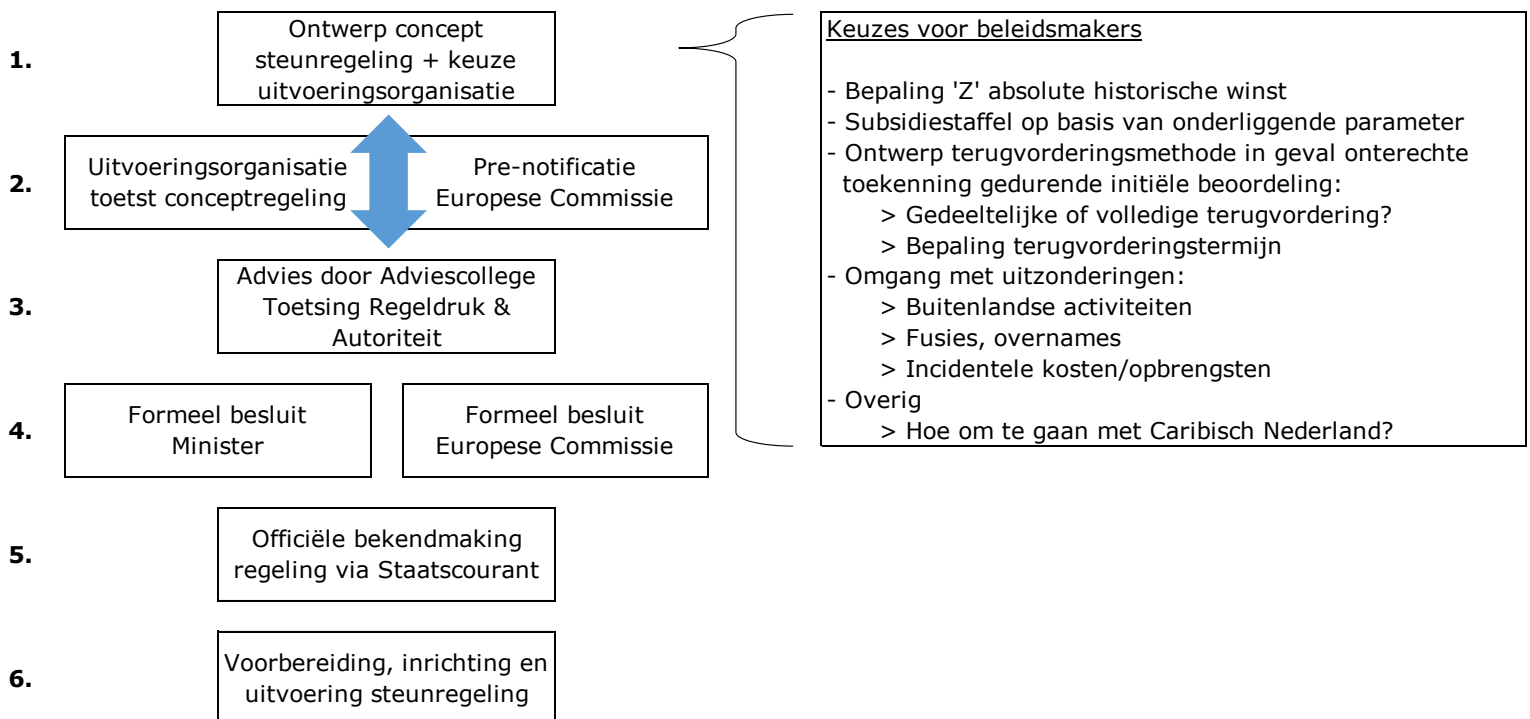 1.
Ontwerp concept
steunregeling + keuze
uitvoeringsorganisatie
2.
Uitvoeringsorganisatie
toetst conceptregeling
Pre-notificatie
Europese Commissie
3.
Advies door Adviescollege
Toetsing Regeldruk &
Autoriteit
4.
Formeel besluit
Minister
Formeel besluit
Europese Commissie
5.
Officiële bekendmaking
regeling via Staatscourant
6.
Voorbereiding, inrichting en
uitvoering steunregeling
Keuzes voor beleidsmakers
- Bepaling 'Z' absolute historische winst
- Subsidiestaffel op basis van onderliggende parameter
- Ontwerp terugvorderingsmethode in geval onterechte
toekenning gedurende initiële beoordeling:
> Gedeeltelijke of volledige terugvordering?
> Bepaling terugvorderingstermijn
- Omgang met uitzonderingen:
> Buitenlandse activiteiten
> Fusies, overnames
> Incidentele kosten/opbrengsten
- Overig
> Hoe om te gaan met Caribisch Nederland?